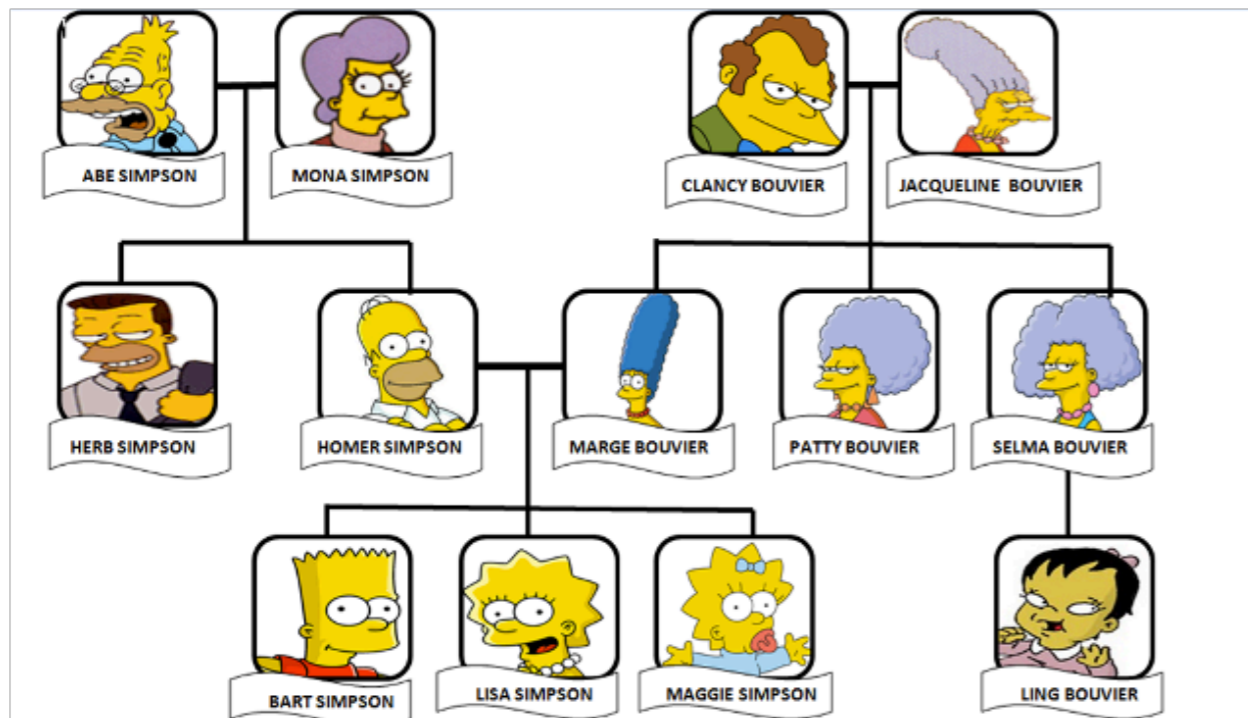 ABE SIMPSON
MONA SIMPSON
CLANCY BOUVIER
JACQUELINE BOUVIER
HERB SIMPSON
HOMER SIMPSON
MARGE BOUVIER
PATTY BOUVIER
SELMA BOUVIER
BART SIMPSON
LISA SIMPSON
MAGGIE SIMPSON
LING BOUVIER